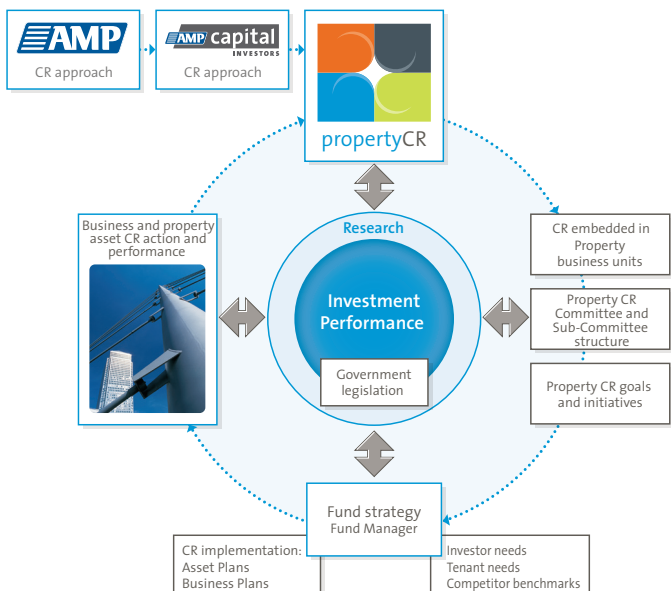 AMP
CR approach
AMP capital
INVESTORS
CR approach
propertyCR
Research
Investment
Performance
Government
legislation
Business and property
asset CR action and
performance
CR embedded in
Property
business units
Property CR
Committee and
Sub-Committee
structure
Property CR goals
and initiatives
Fund strategy
Fund Manager
CR implementation:
Asset Plans
Business Plans
Investor needs
Tenant needs
Competitor benchmarks